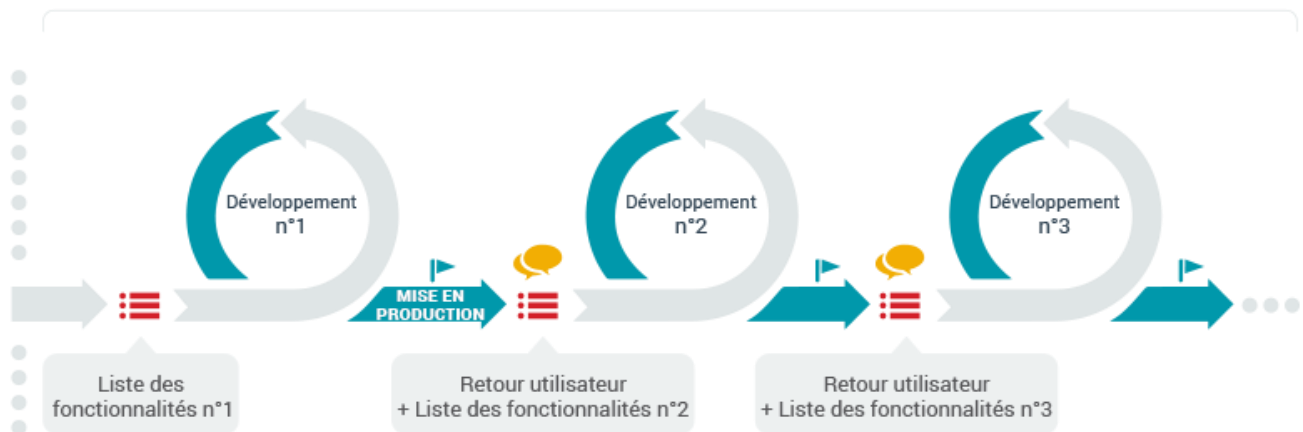 Développement
n°1
Développement
n°2
Développement
n°3
MISE EN
PRODUCTION
Liste des
fonctionnalités n°1
Retour utilisateur
+ Liste des fonctionnalités n°2
Retour utilisateur
+ Liste des fonctionnalités n°3